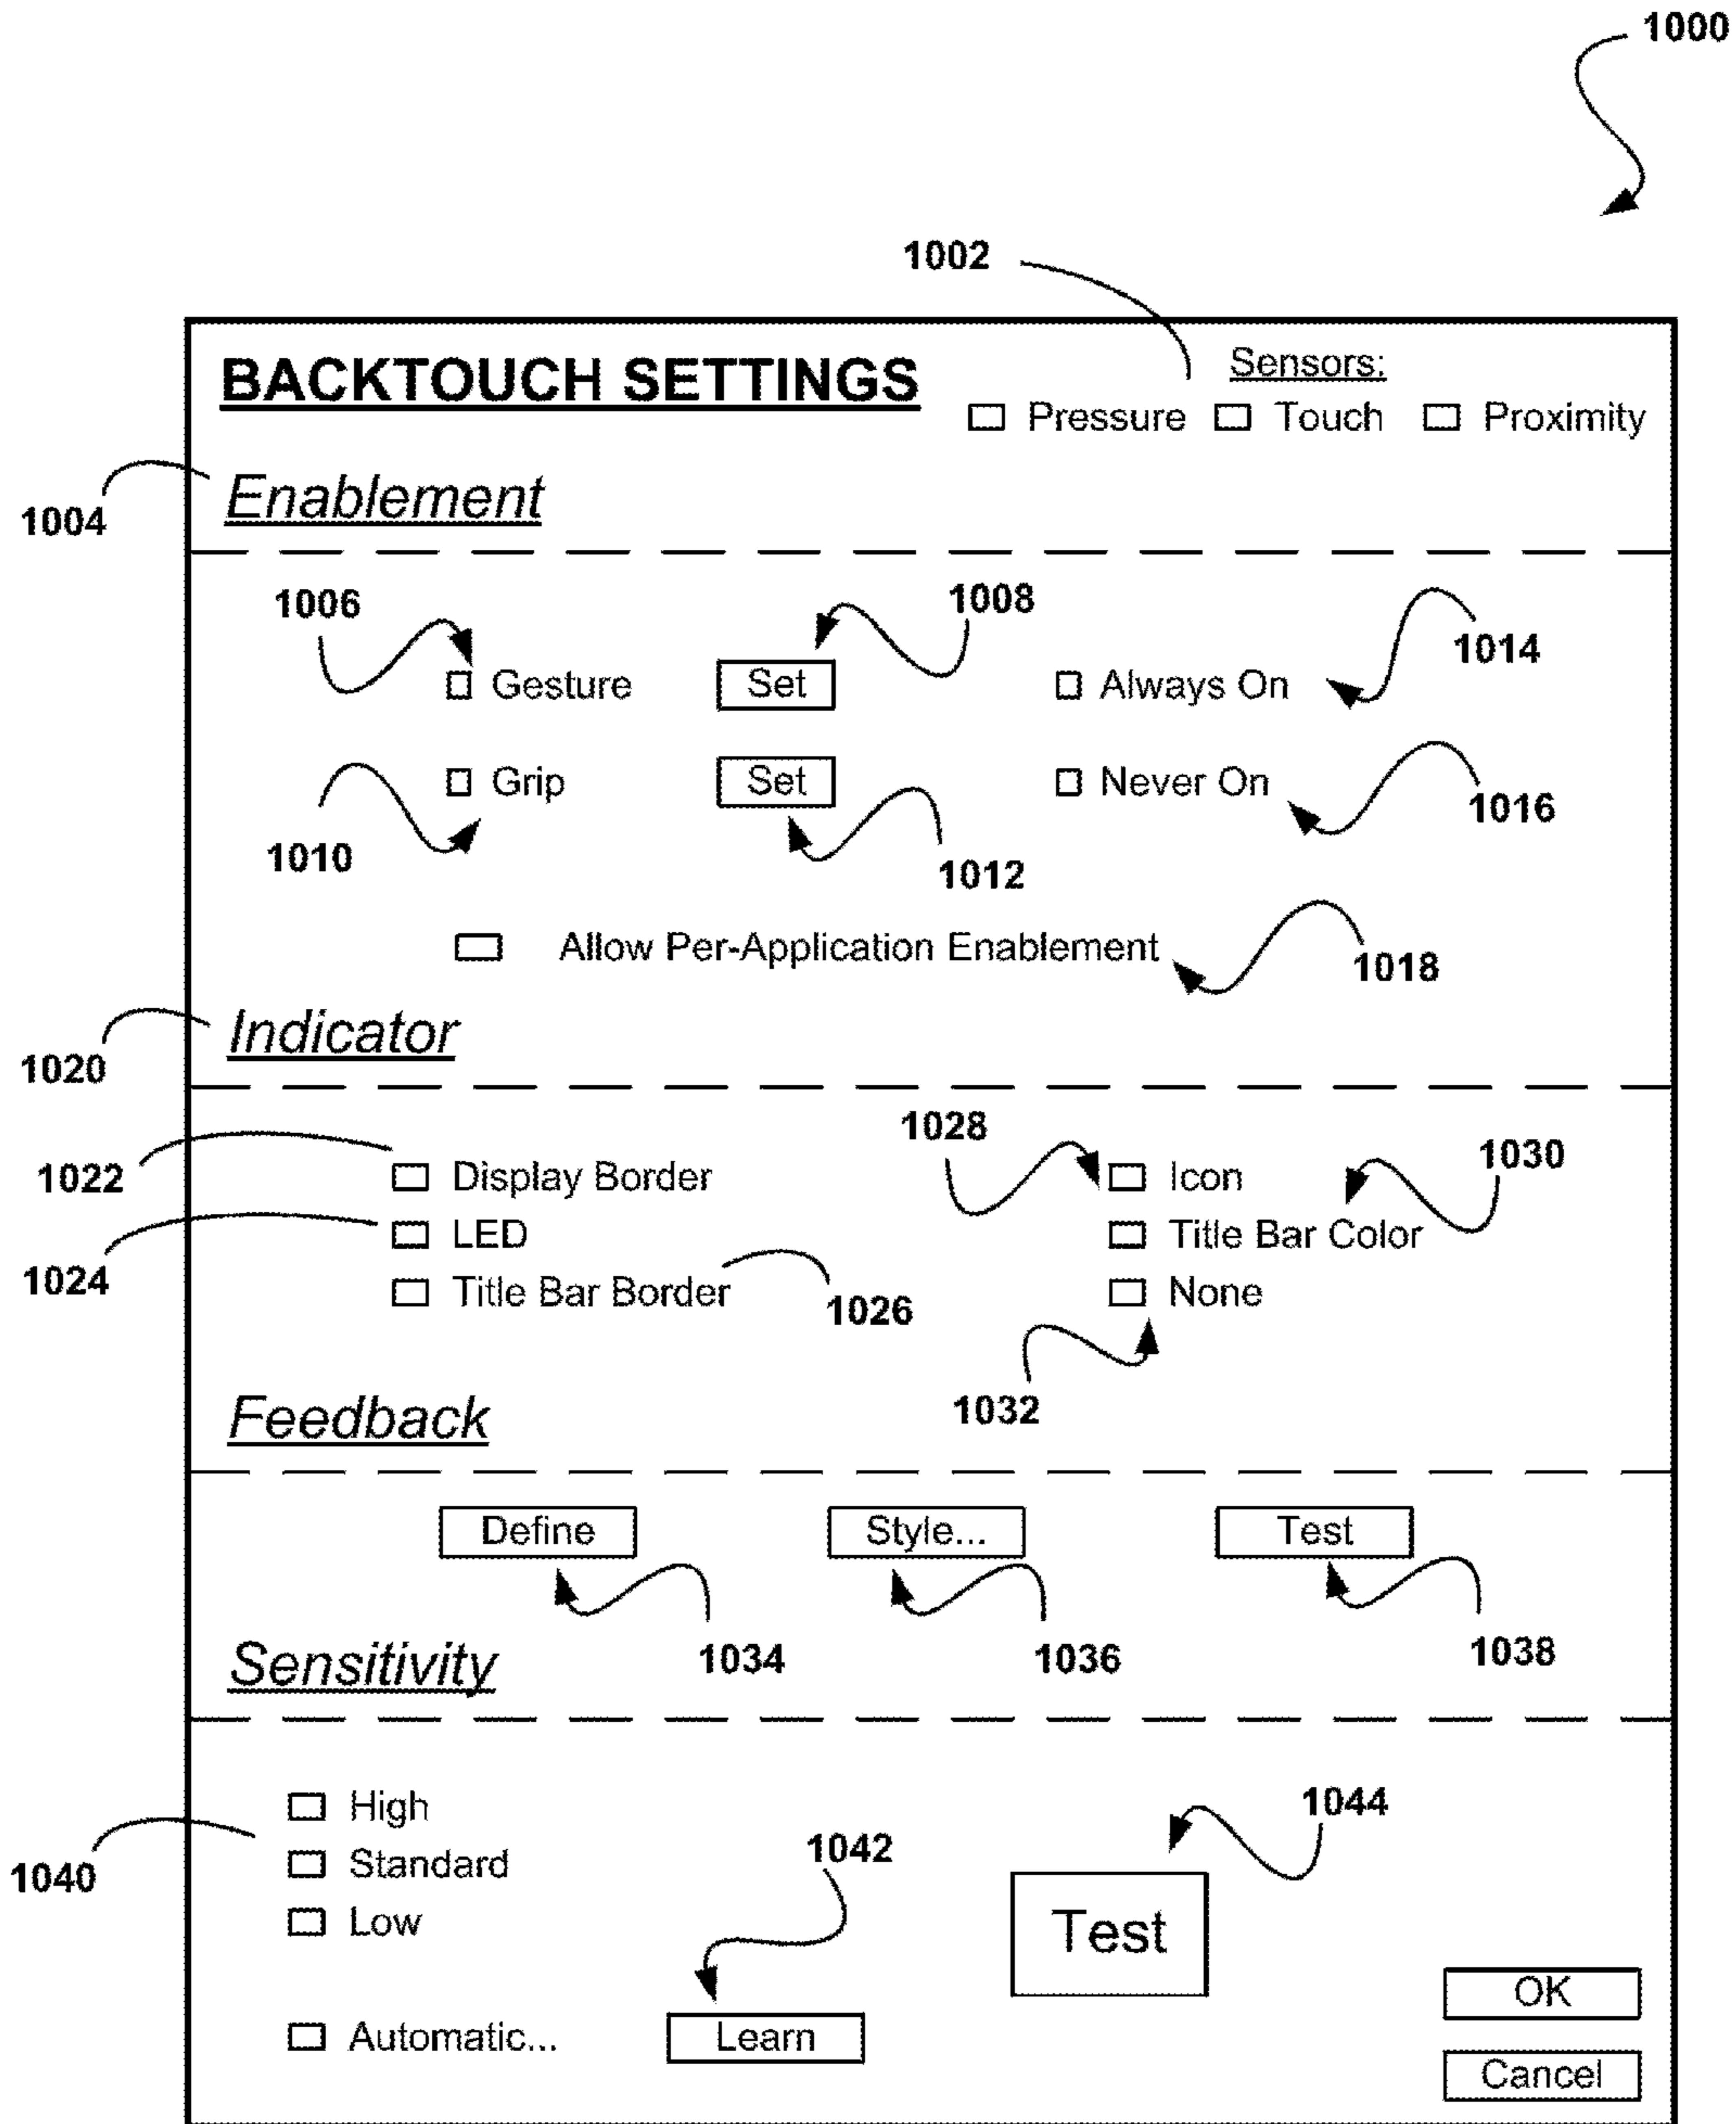 1000
1002
BACKTOUCH SETTINGS
Sensors:
Pressure Touch Proximity
1004
Enablement
1006 1008 1014
Gesture Set Always On
Grip Set Never On
1010 1012 1016
Allow Per-Application Enablement
1018
1020
Indicator
1028 1030
1022
Display Border Icon
LED Title Bar Color
1024
Title Bar Border None
1026
1032
Feedback
Define Style... Test
1034 1036 1038
Sensitivity
1044
High
1042
1040
Standard
Low
Test
OK
Automatic... Learn
Cancel